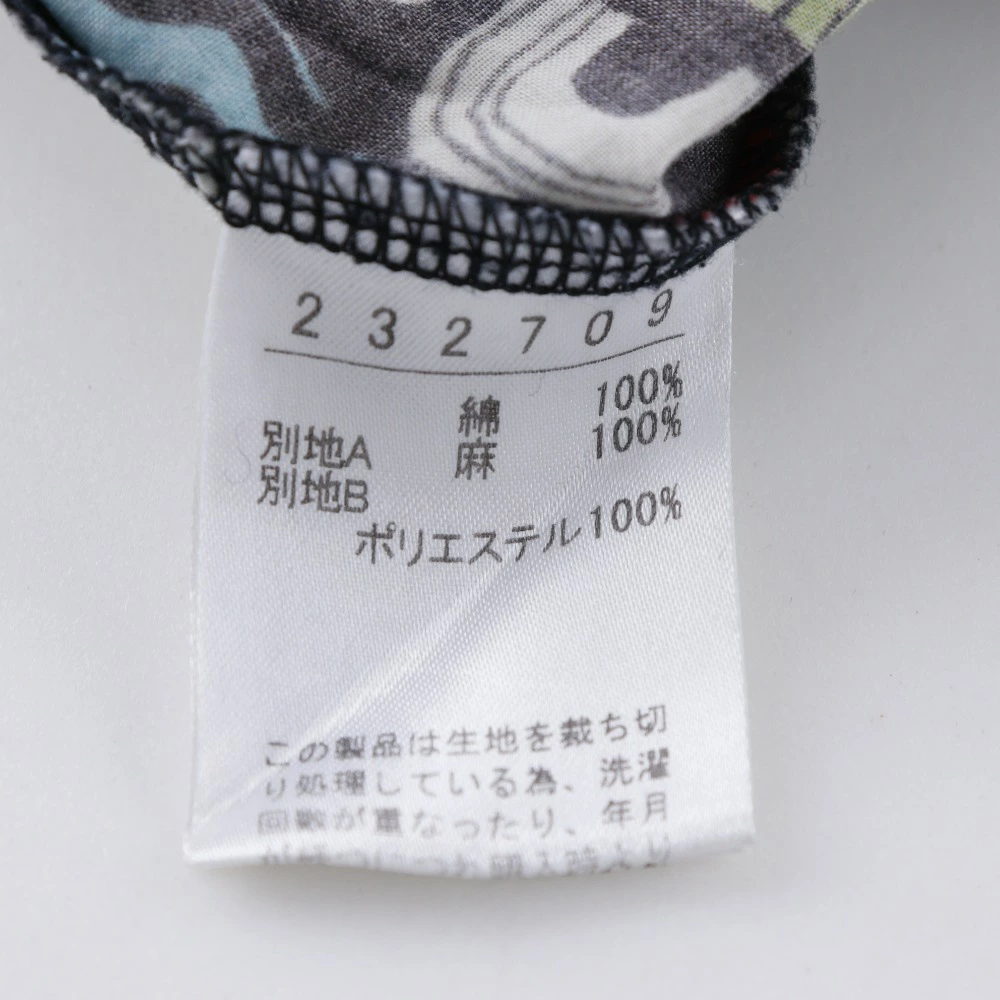 232709
綿 100%
別地A 麻 100%
別地B
ポリエステル100%
この製品は生地を裁ち切
り処理している為、洗濯
回数が重なったり、年月